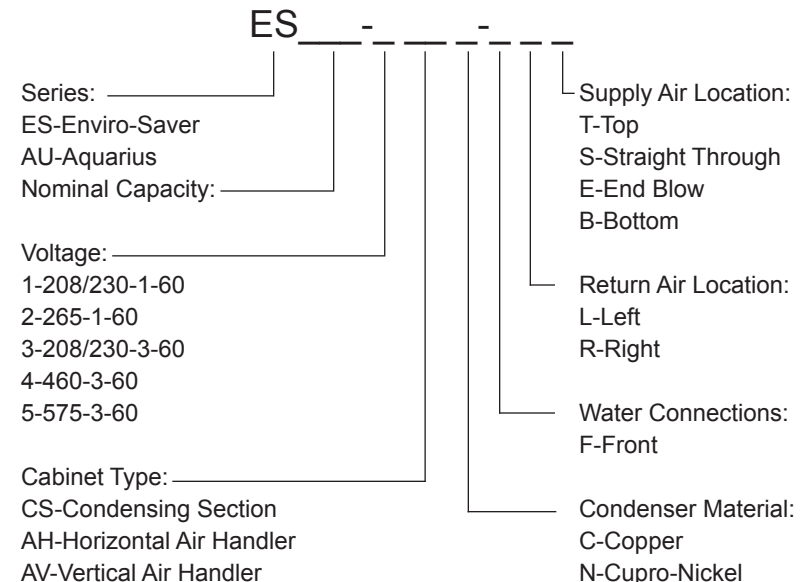 ES___-_ __ _-_ _ _
Series:
ES-Enviro-Saver
AU-Aquarius
Nominal Capacity:
Voltage:
1-208/230-1-60
2-265-1-60
3-208/230-3-60
4-460-3-60
5-575-3-60
Cabinet Type:
CS-Condensing Section
AH-Horizontal Air Handler
AV-Vertical Air Handler
Supply Air Location:
T-Top
S-Straight Through
E-End Blow
B-Bottom
Return Air Location:
L-Left
R-Right
Water Connections:
F-Front
Condenser Material:
C-Copper
N-Cupro-Nickel